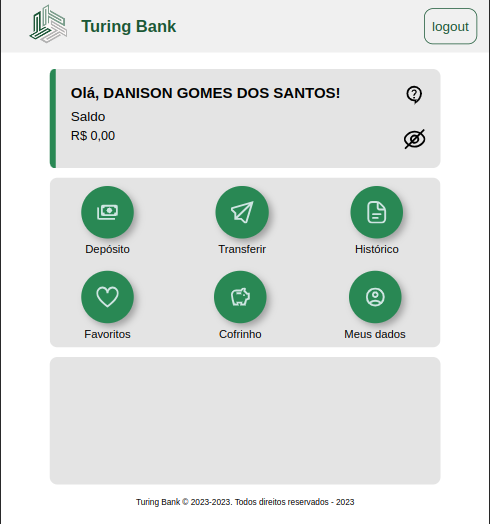 Turing Bank
logout
Olá, DANISON GOMES DOS SANTOS!
Saldo
R$ 0,00
Depósito
Transferir
Histórico
Favoritos
Cofrinho
Meus dados
Turing Bank © 2023-2023. Todos direitos reservados - 2023